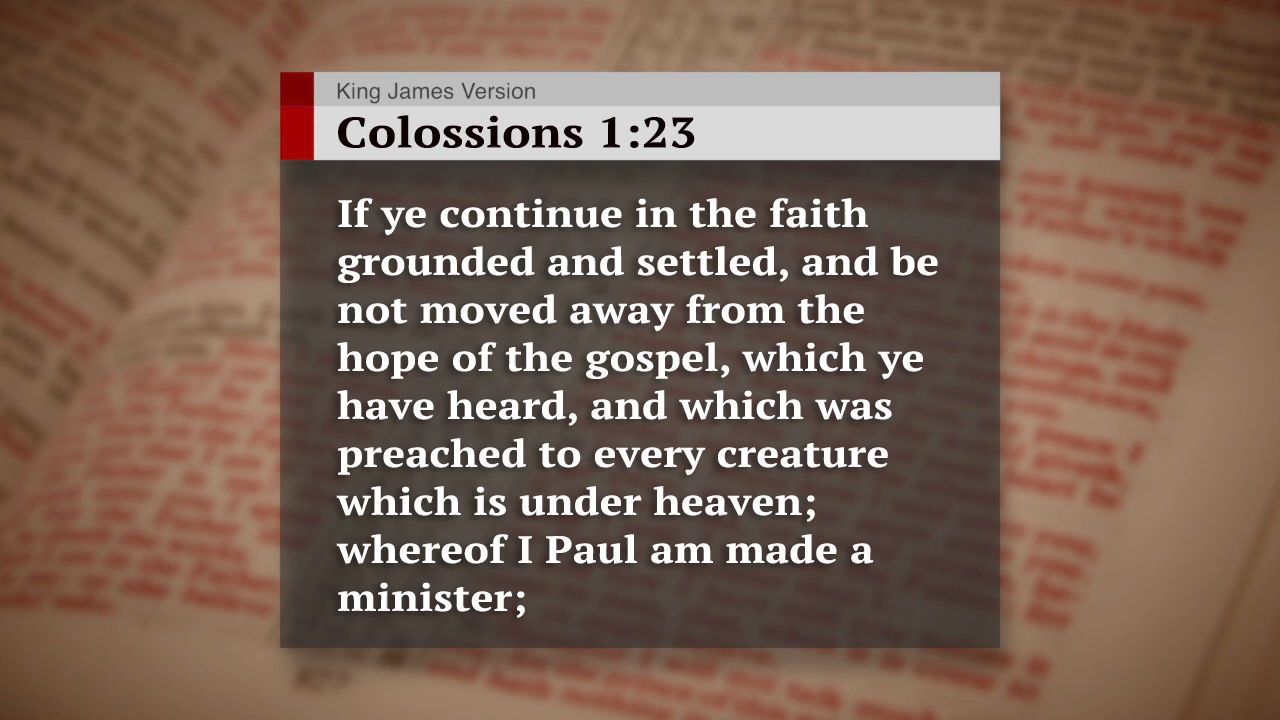 King James Version
Colossions 1:23
If ye continue in the faith
grounded and settled, and be
not moved away from the
hope of the gospel, which ye
have heard, and which was
preached to every creature
which is under heaven;
whereof I Paul am made a
minister;